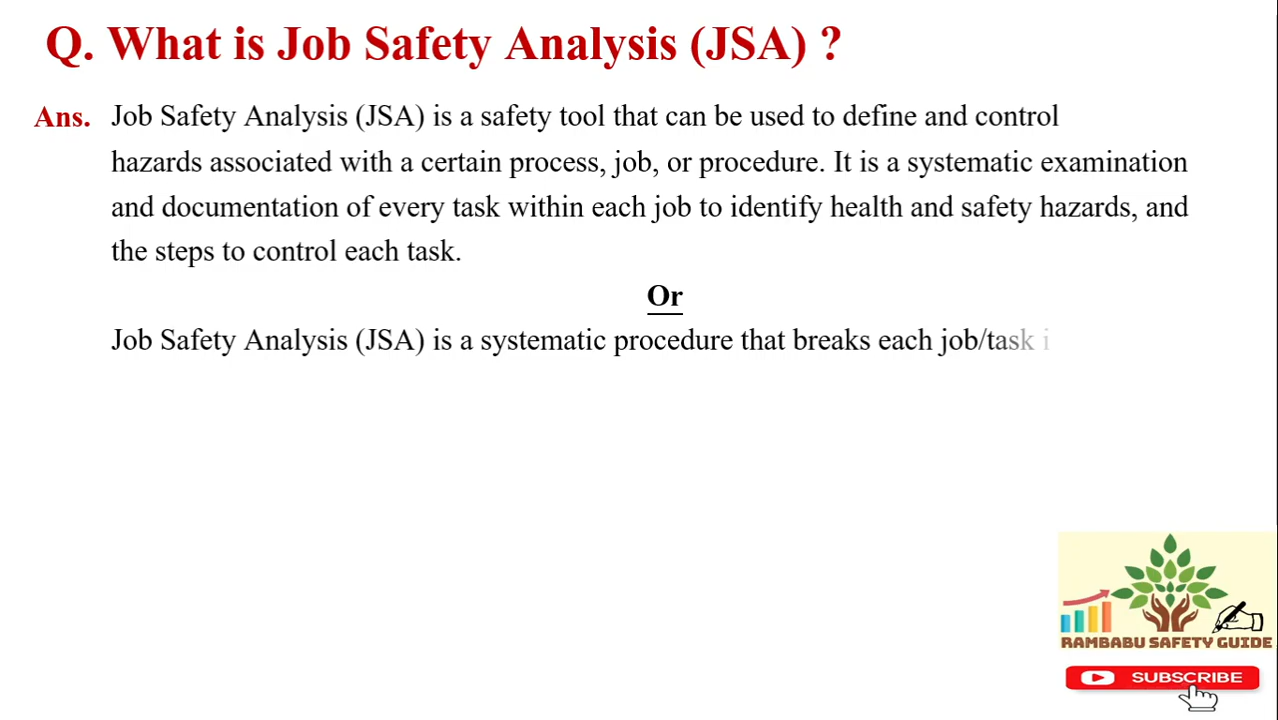 Q. What is Job Safety Analysis (JSA) ?
Ans. Job Safety Analysis (JSA) is a safety tool that can be used to define and control
hazards associated with a certain process, job, or procedure. It is a systematic examination
and documentation of every task within each job to identify health and safety hazards, and
the steps to control each task.
Or
Job Safety Analysis (JSA) is a systematic procedure that breaks each job/task i
RAMBABU SAFETY GUIDE
SUBSCRIBE